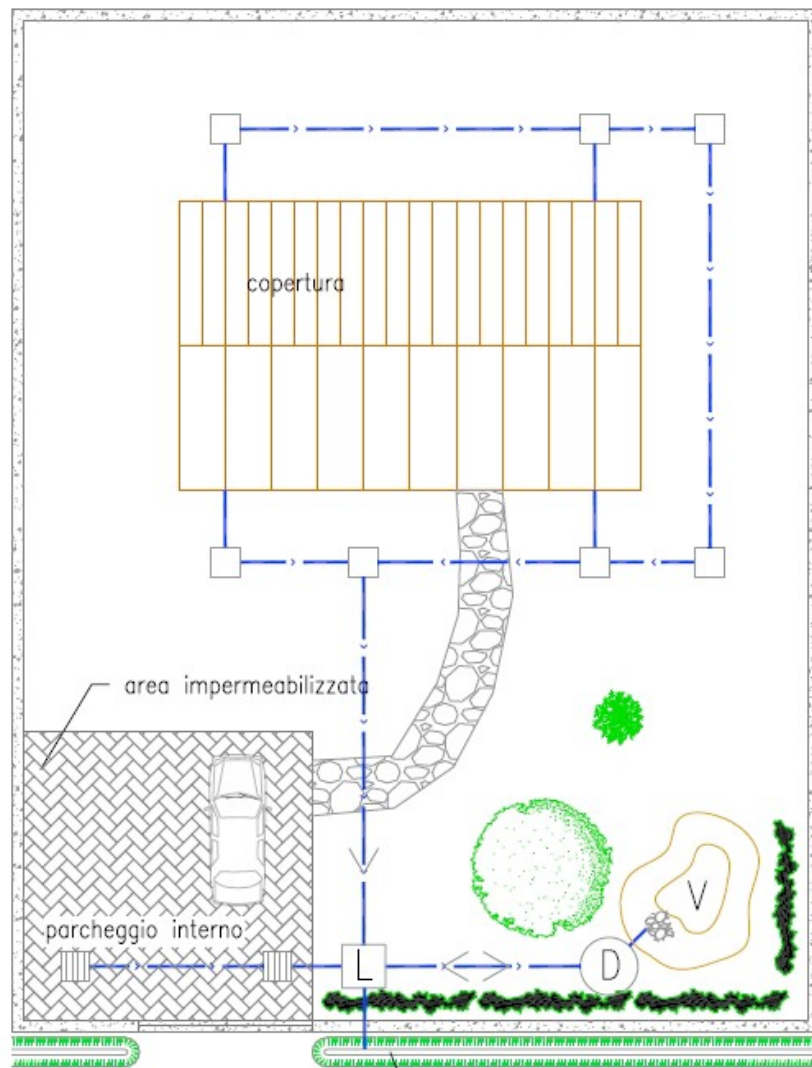 copertura
area impermeabilizzata
V
parcheggio interno
L
D